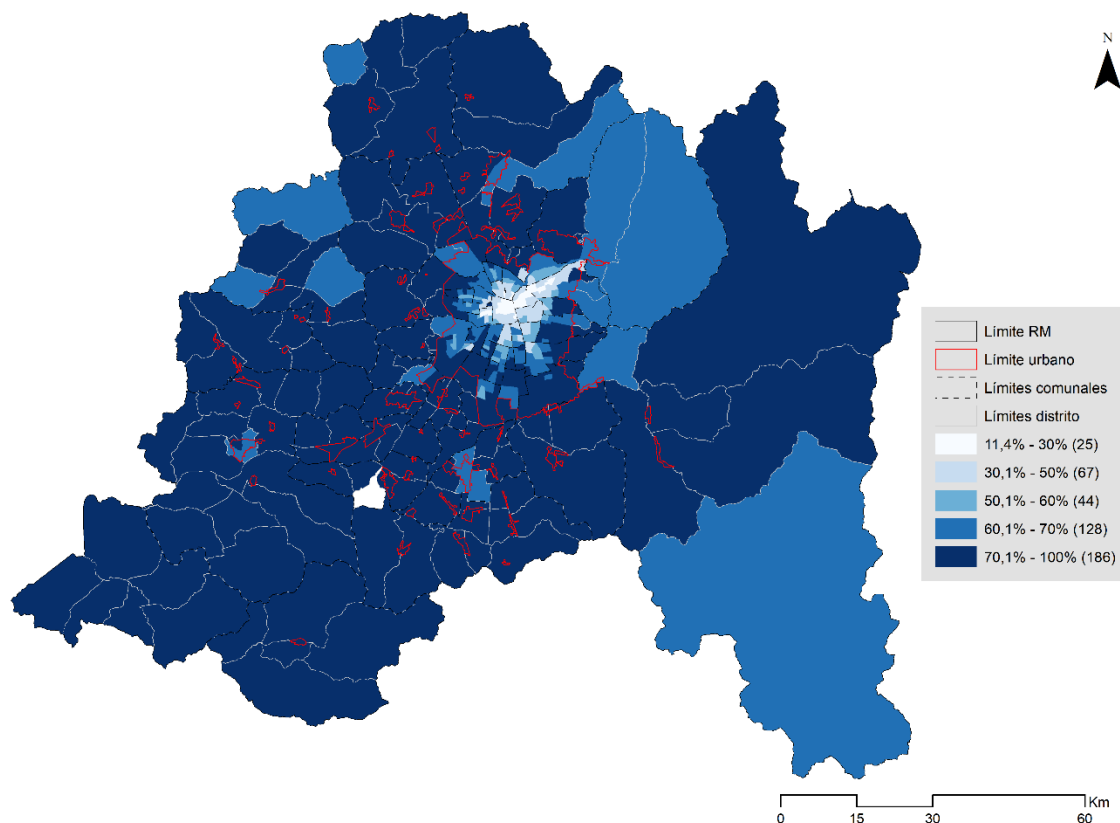 N
Límite RM
Límite urbano
Límites comunales
Límites distrito
11,4% - 30% (25)
30,1% - 50% (67)
50,1% - 60% (44)
60,1% - 70% (128)
70,1% - 100% (186)
Km
0 15 30 60